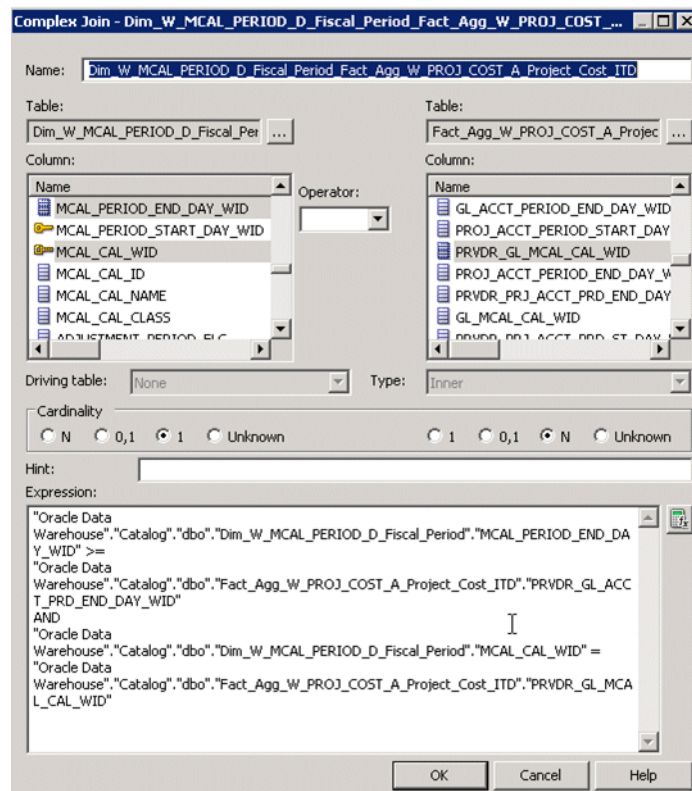 Complex Join - Dim_W_MCAL_PERIOD_D_Fiscal_Period_Fact_Agg_W_PROJ_COST_...
Name: Dim_W_MCAL_PERIOD_D_Fiscal_Period_Fact_Agg_W_PROJ_COST_A_Project_Cost_ITD
Table: Table:
Dim_W_MCAL_PERIOD_D_Fiscal_Per ... Fact_Agg_W_PROJ_COST_A_Projec ...
Column: Column:
Name Operator: Name
MCAL_PERIOD_END_DAY_WID GL_ACCT_PERIOD_END_DAY_WID
MCAL_PERIOD_START_DAY_WID PROJ_ACCT_PERIOD_START_DAY
MCAL_CAL_WID PRVDR_GL_MCAL_CAL_WID
MCAL_CAL_ID PROJ_ACCT_PERIOD_END_DAY_W
MCAL_CAL_NAME PRVDR_PRJ_ACCT_PRD_END_DAY
MCAL_CAL_CLASS GL_MCAL_CAL_WID
ADJUSTMENT_PERIOD_FLG PRVDR_PRJ_ACCT_PRD_ST_DAY
Driving table: None Type: Inner
Cardinality
N 0,1 1 Unknown 1 0,1 N Unknown
Hint:
Expression:
"Oracle Data
Warehouse"."Catalog"."dbo"."Dim_W_MCAL_PERIOD_D_Fiscal_Period"."MCAL_PERIOD_END_DA
Y_WID" >=
"Oracle Data
Warehouse"."Catalog"."dbo"."Fact_Agg_W_PROJ_COST_A_Project_Cost_ITD"."PRVDR_GL_ACC
T_PRD_END_DAY_WID"
AND
"Oracle Data
Warehouse"."Catalog"."dbo"."Dim_W_MCAL_PERIOD_D_Fiscal_Period"."MCAL_CAL_WID" =
"Oracle Data
Warehouse"."Catalog"."dbo"."Fact_Agg_W_PROJ_COST_A_Project_Cost_ITD"."PRVDR_GL_MCA
L_CAL_WID"
OK Cancel Help